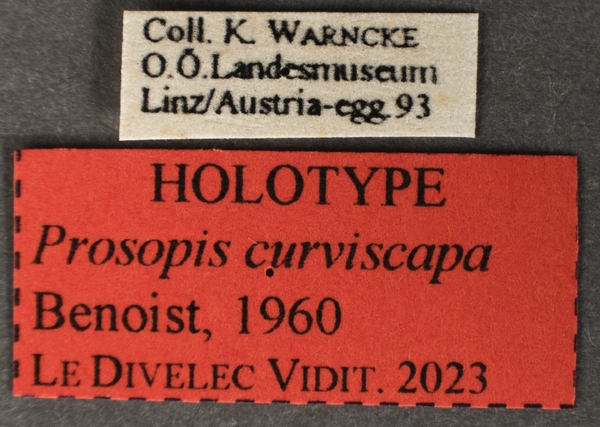 Coll. K. WARNCKE
O.Ö.Landesmuseum
Linz/Austria-egg.93
HOLOTYPE
Prosopis curviscapa
Benoist, 1960
LE DIVELEC VIDIT. 2023